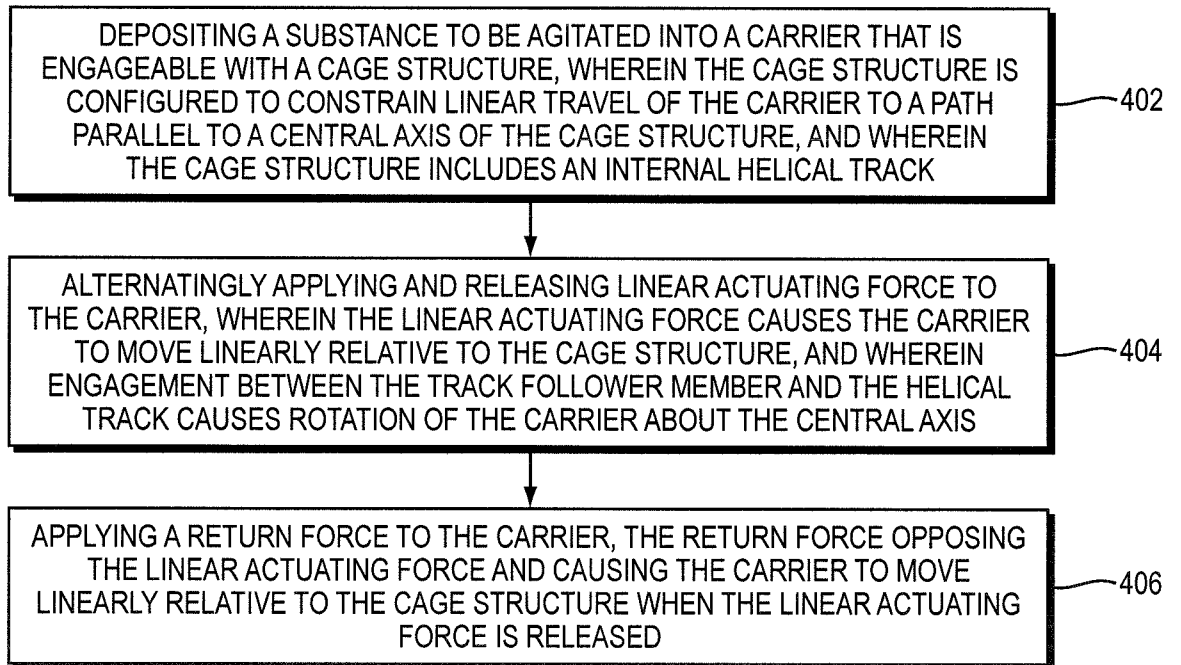 DEPOSITING A SUBSTANCE TO BE AGITATED INTO A CARRIER THAT IS
ENGAGEABLE WITH A CAGE STRUCTURE, WHEREIN THE CAGE STRUCTURE IS
CONFIGURED TO CONSTRAIN LINEAR TRAVEL OF THE CARRIER TO A PATH
PARALLEL TO A CENTRAL AXIS OF THE CAGE STRUCTURE, AND WHEREIN
THE CAGE STRUCTURE INCLUDES AN INTERNAL HELICAL TRACK
402
ALTERNATINGLY APPLYING AND RELEASING LINEAR ACTUATING FORCE TO
THE CARRIER, WHEREIN THE LINEAR ACTUATING FORCE CAUSES THE CARRIER
TO MOVE LINEARLY RELATIVE TO THE CAGE STRUCTURE, AND WHEREIN
ENGAGEMENT BETWEEN THE TRACK FOLLOWER MEMBER AND THE HELICAL
TRACK CAUSES ROTATION OF THE CARRIER ABOUT THE CENTRAL AXIS
404
APPLYING A RETURN FORCE TO THE CARRIER, THE RETURN FORCE OPPOSING
THE LINEAR ACTUATING FORCE AND CAUSING THE CARRIER TO MOVE
LINEARLY RELATIVE TO THE CAGE STRUCTURE WHEN THE LINEAR ACTUATING
FORCE IS RELEASED
406